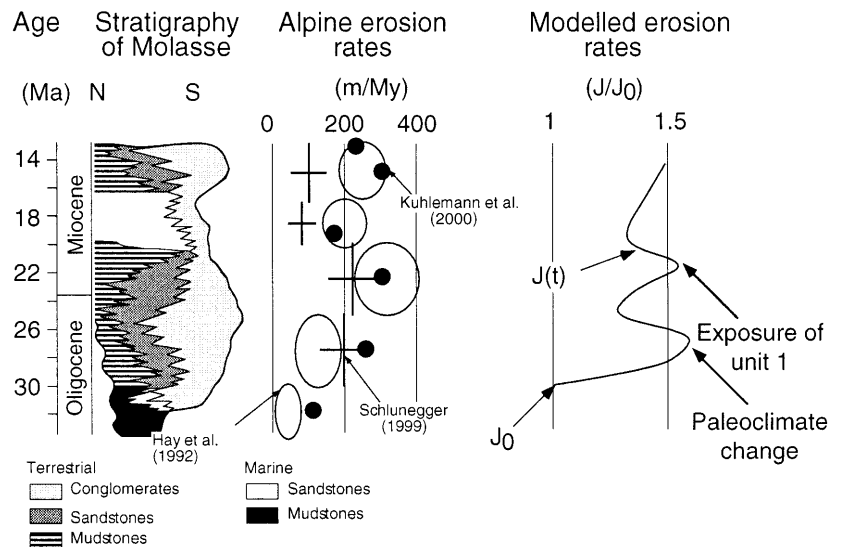 Age
Stratigraphy
of Molasse
Alpine erosion
rates
Modelled erosion
rates
(Ma)
N
S
(m/My)
(J/J0)
0
200
400
1
1.5
14
18
22
26
30
Miocene
Oligocene
Kuhlemann et al.
(2000)
J(t)
Exposure of
unit 1
Schlunegger
(1999)
Hay et al.
(1992)
J0
Paleoclimate
change
Terrestrial
Conglomerates
Sandstones
Mudstones
Marine
Sandstones
Mudstones